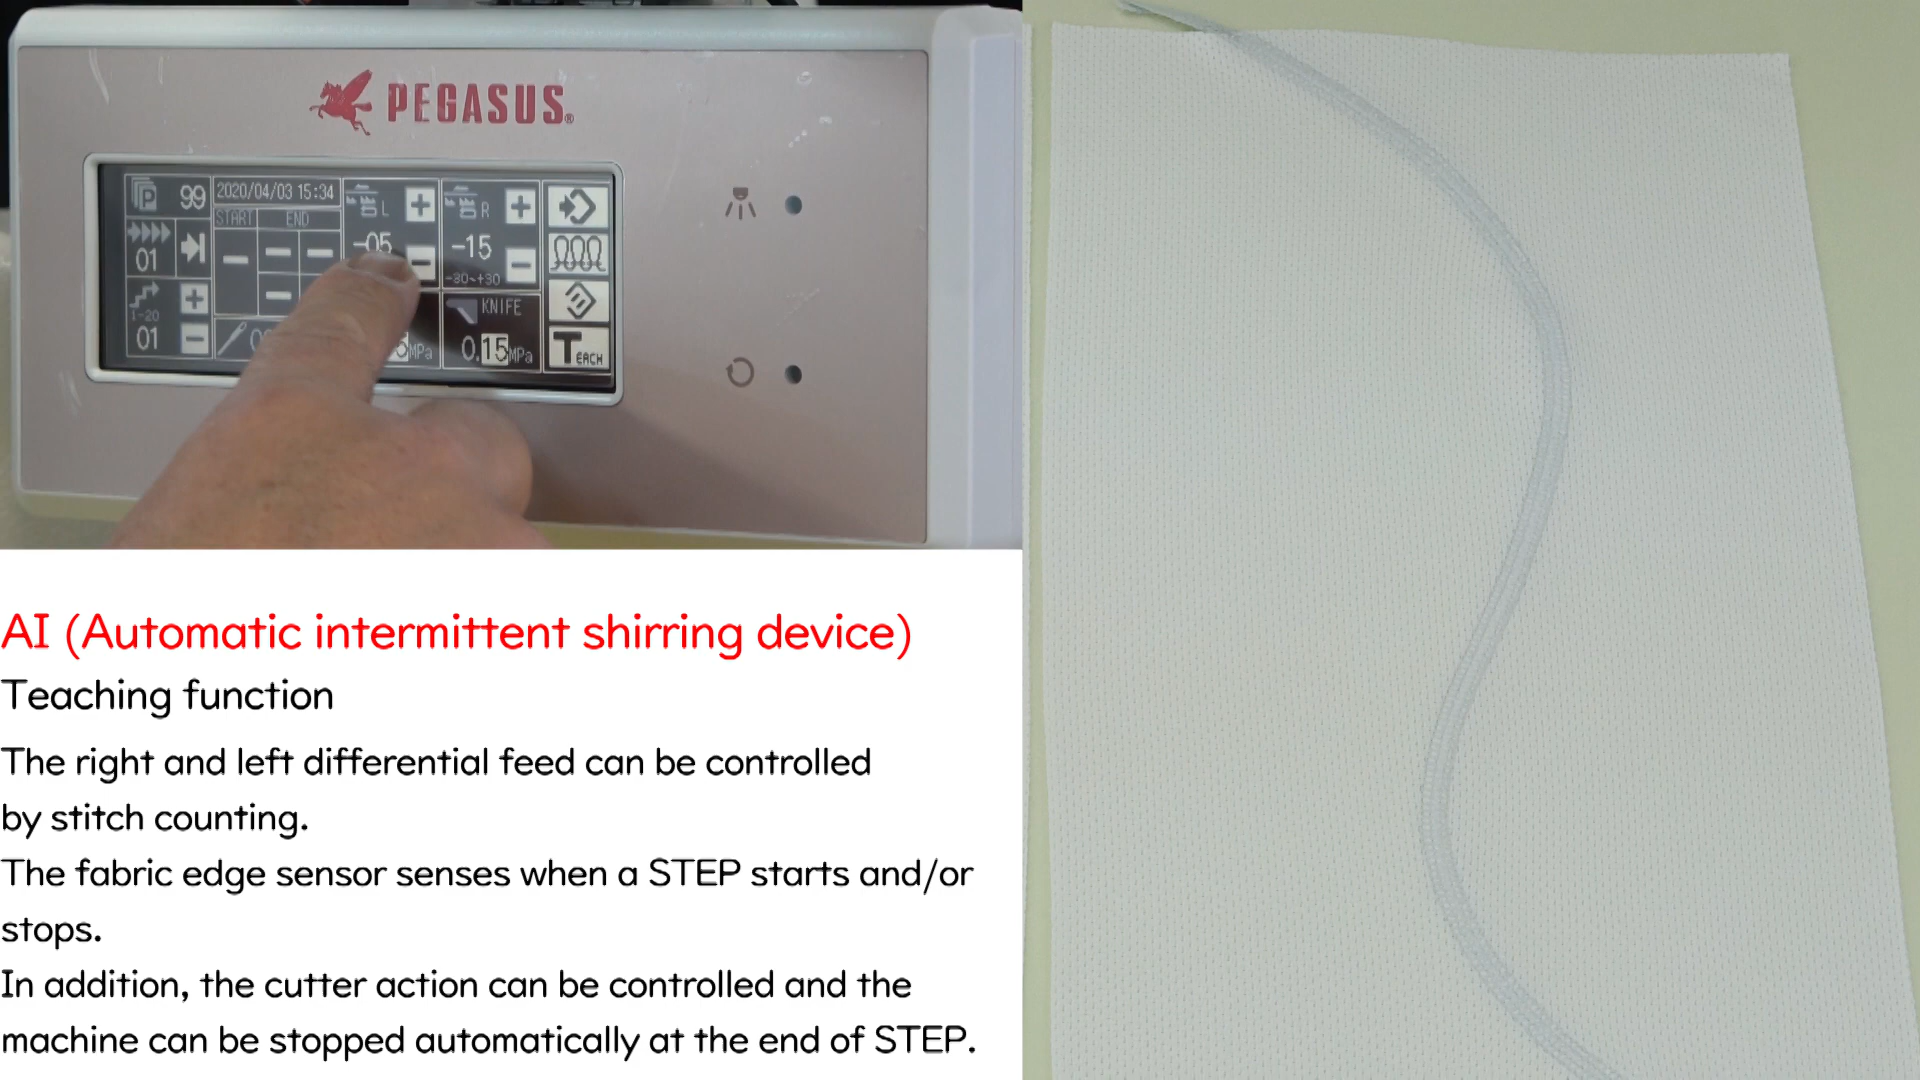 PEGASUS®
P 99 2020/04/03 15:34 L + R +
START END
01 -05 - -15 -
-30~+30
1-20 + KNIFE
01 - MPa 0.15MPa TEACH
AI (Automatic intermittent shirring device)
Teaching function
The right and left differential feed can be controlled
by stitch counting.
The fabric edge sensor senses when a STEP starts and/or
stops.
In addition, the cutter action can be controlled and the
machine can be stopped automatically at the end of STEP.